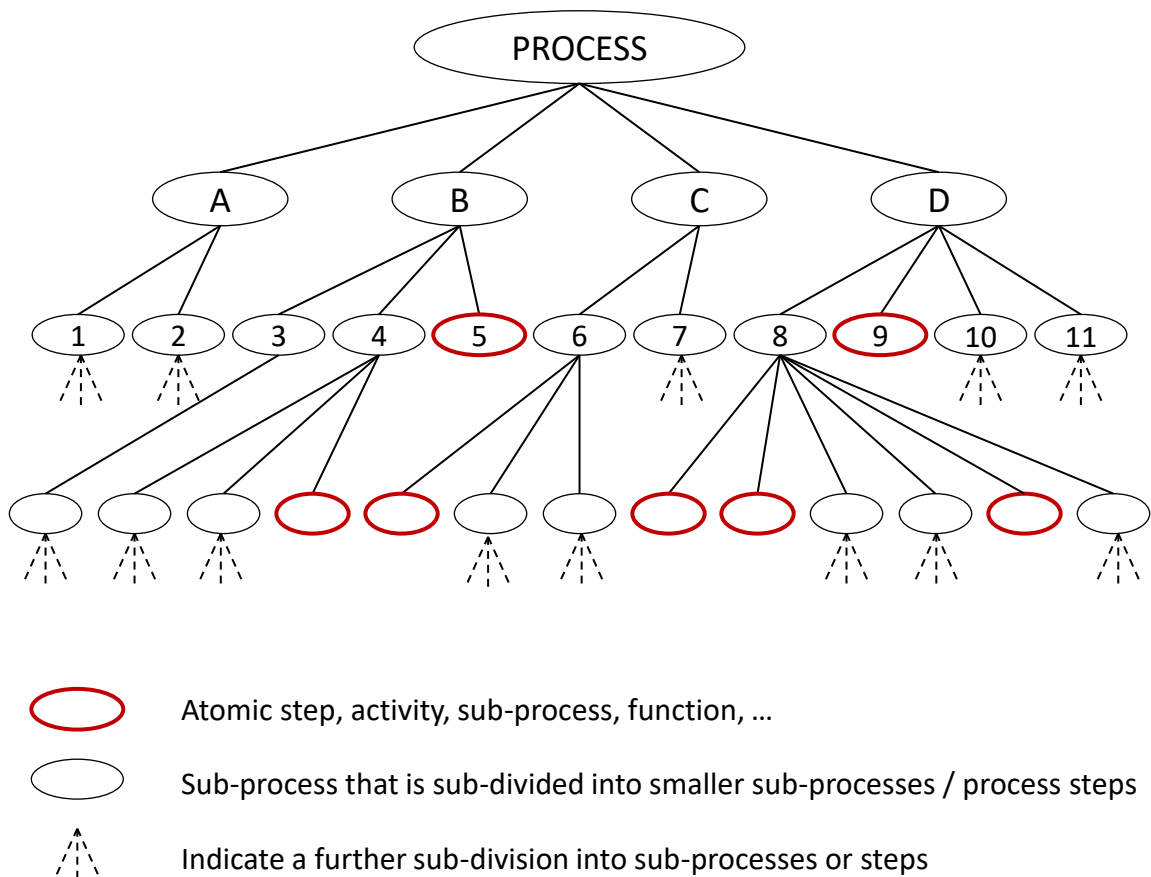 PROCESS
A B C D
1 2 3 4 5 6 7 8 9 10 11
Atomic step, activity, sub-process, function, ...
Sub-process that is sub-divided into smaller sub-processes / process steps
Indicate a further sub-division into sub-processes or steps